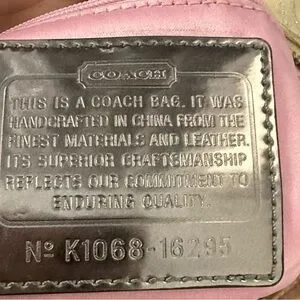 COACH
THIS IS A COACH BAG. IT WAS
HANDCRAFTED IN CHINA FROM THE
FINEST MATERIALS AND LEATHER.
ITS SUPERIOR CRAFTSMANSHIP
REFLECTS OUR COMMITMENT TO
ENDURING QUALITY.
Nº K1068-16295